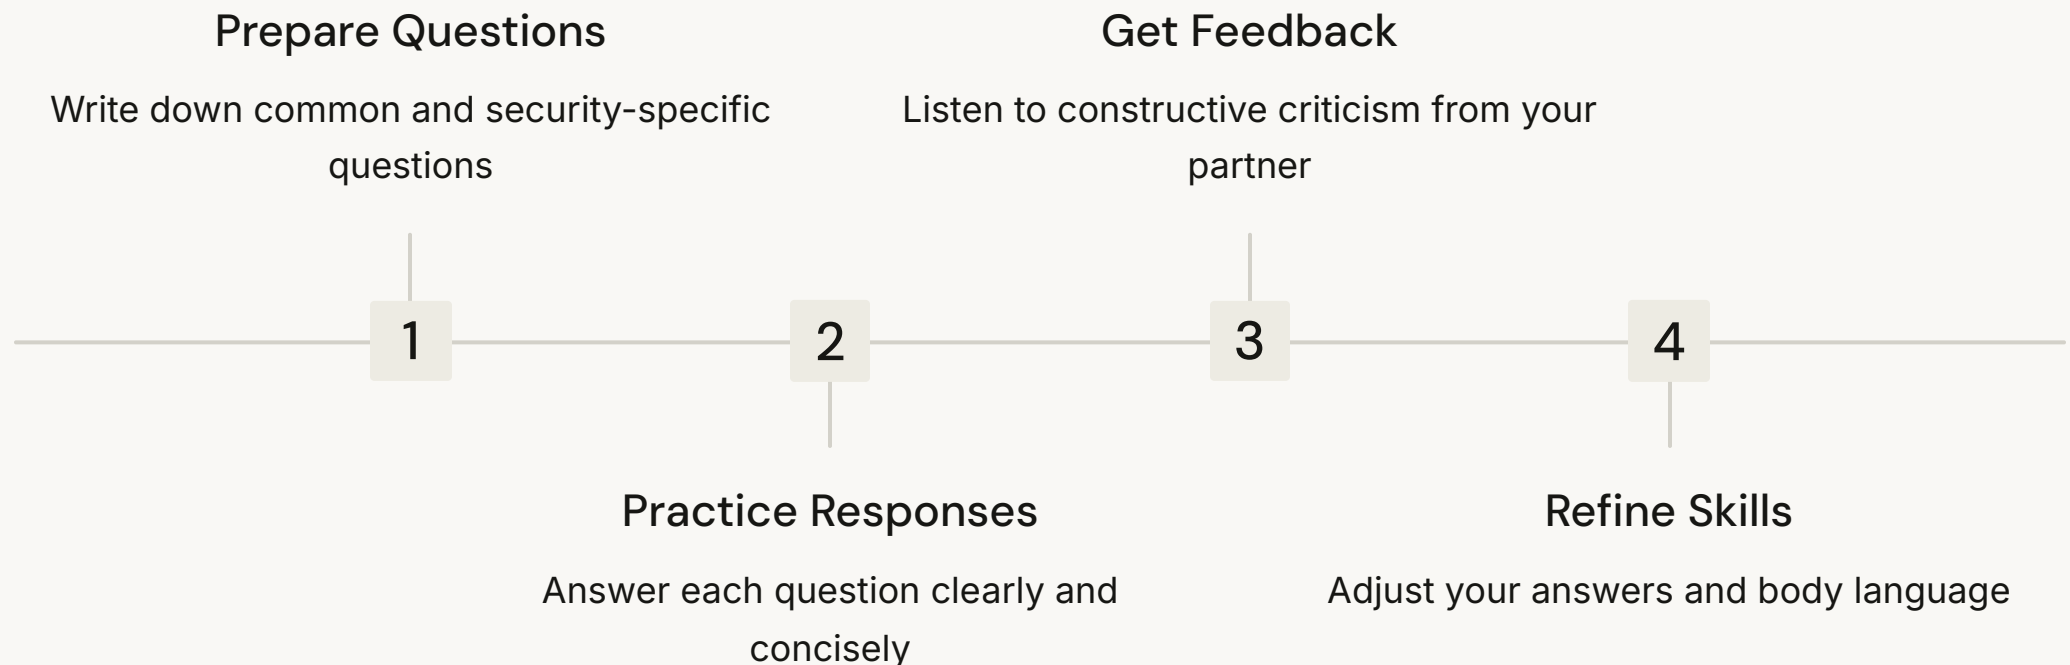 Prepare Questions
Write down common and security-specific
questions
1
2
Practice Responses
Answer each question clearly and
concisely
Get Feedback
Listen to constructive criticism from your
partner
3
4
Refine Skills
Adjust your answers and body language